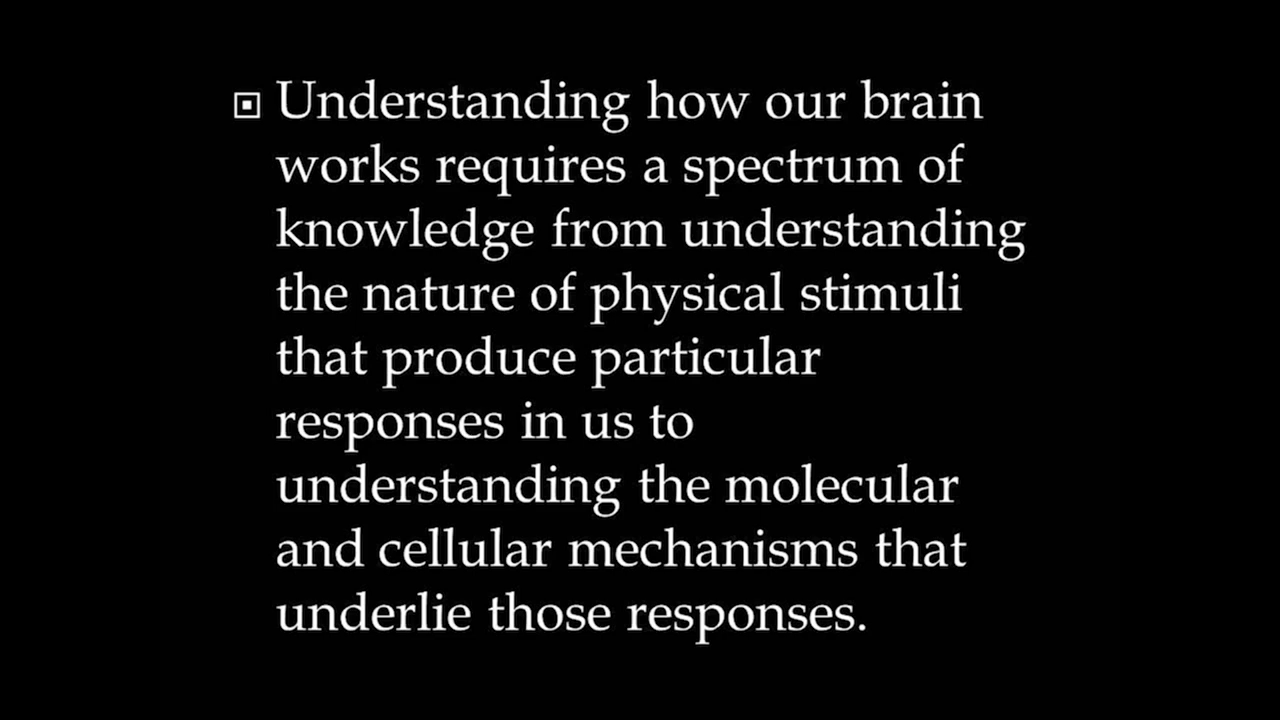 Understanding how our brain
works requires a spectrum of
knowledge from understanding
the nature of physical stimuli
that produce particular
responses in us to
understanding the molecular
and cellular mechanisms that
underlie those responses.